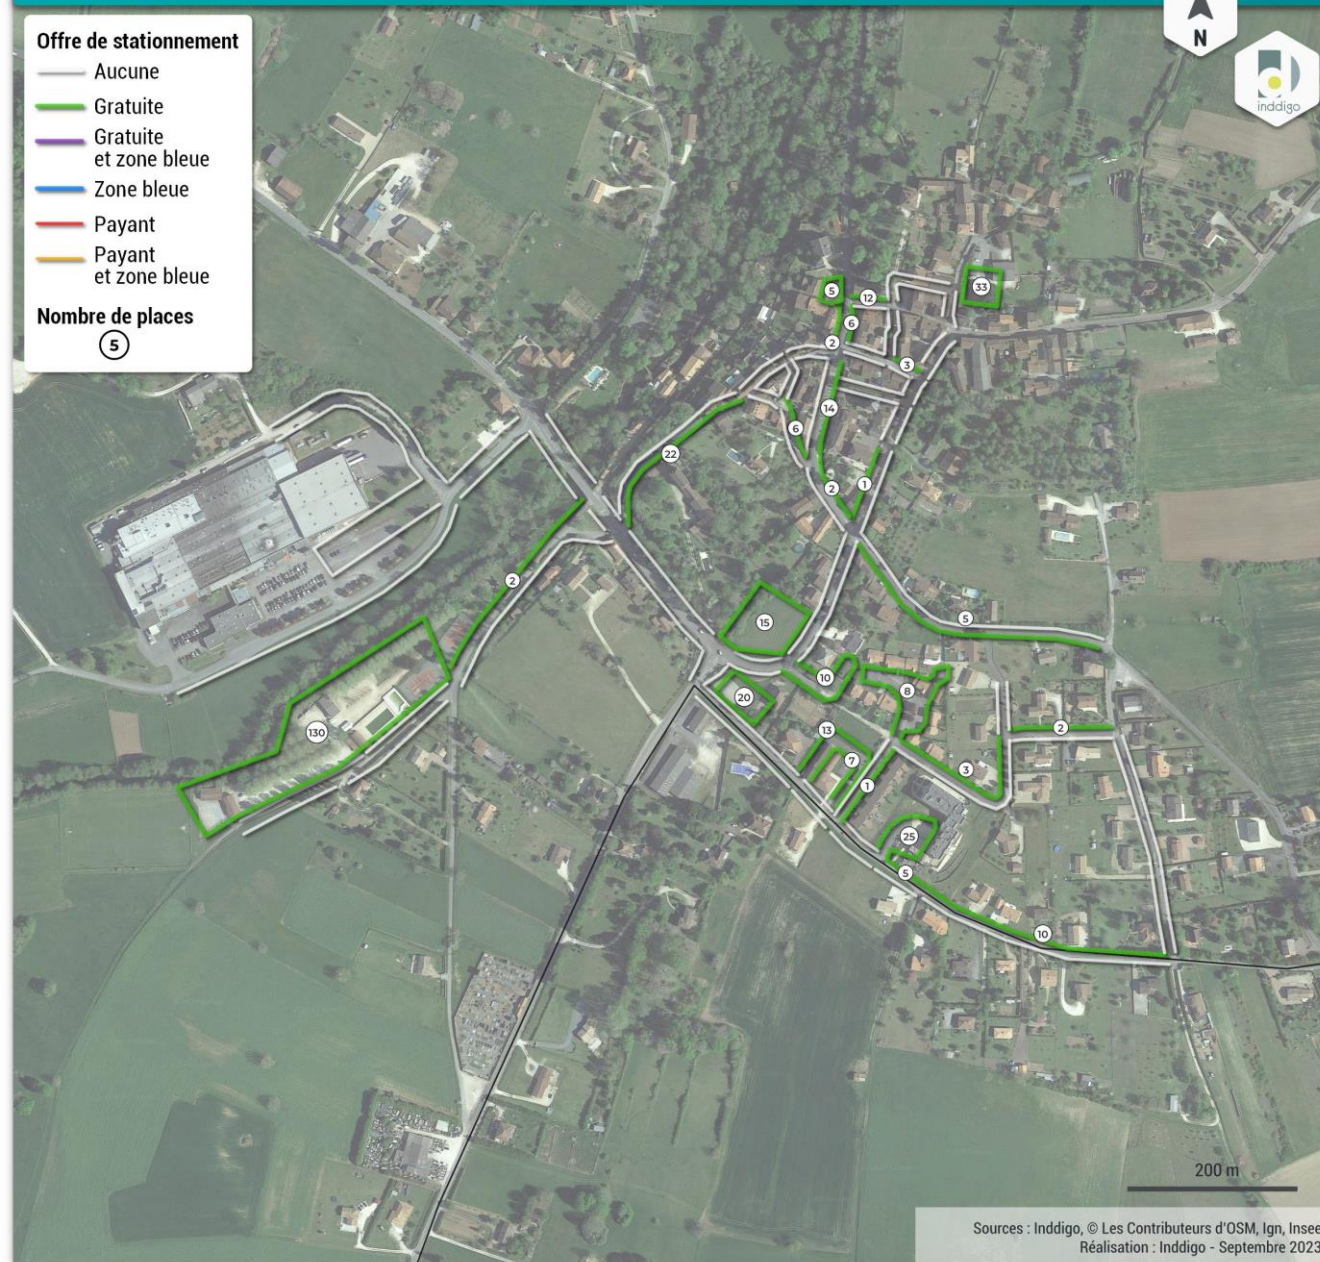 Offre de stationnement
Aucune
Gratuite
Gratuite
et zone bleue
Zone bleue
Payant
Payant
et zone bleue
Nombre de places
5
N
inddigo
5
12
33
6
2
3
14
6
22
2
1
2
5
15
10
8
20
13
2
130
7
3
1
25
5
10
200 m
Sources : Inddigo, © Les Contributeurs d'OSM, Ign, Insee
Réalisation : Inddigo - Septembre 2023